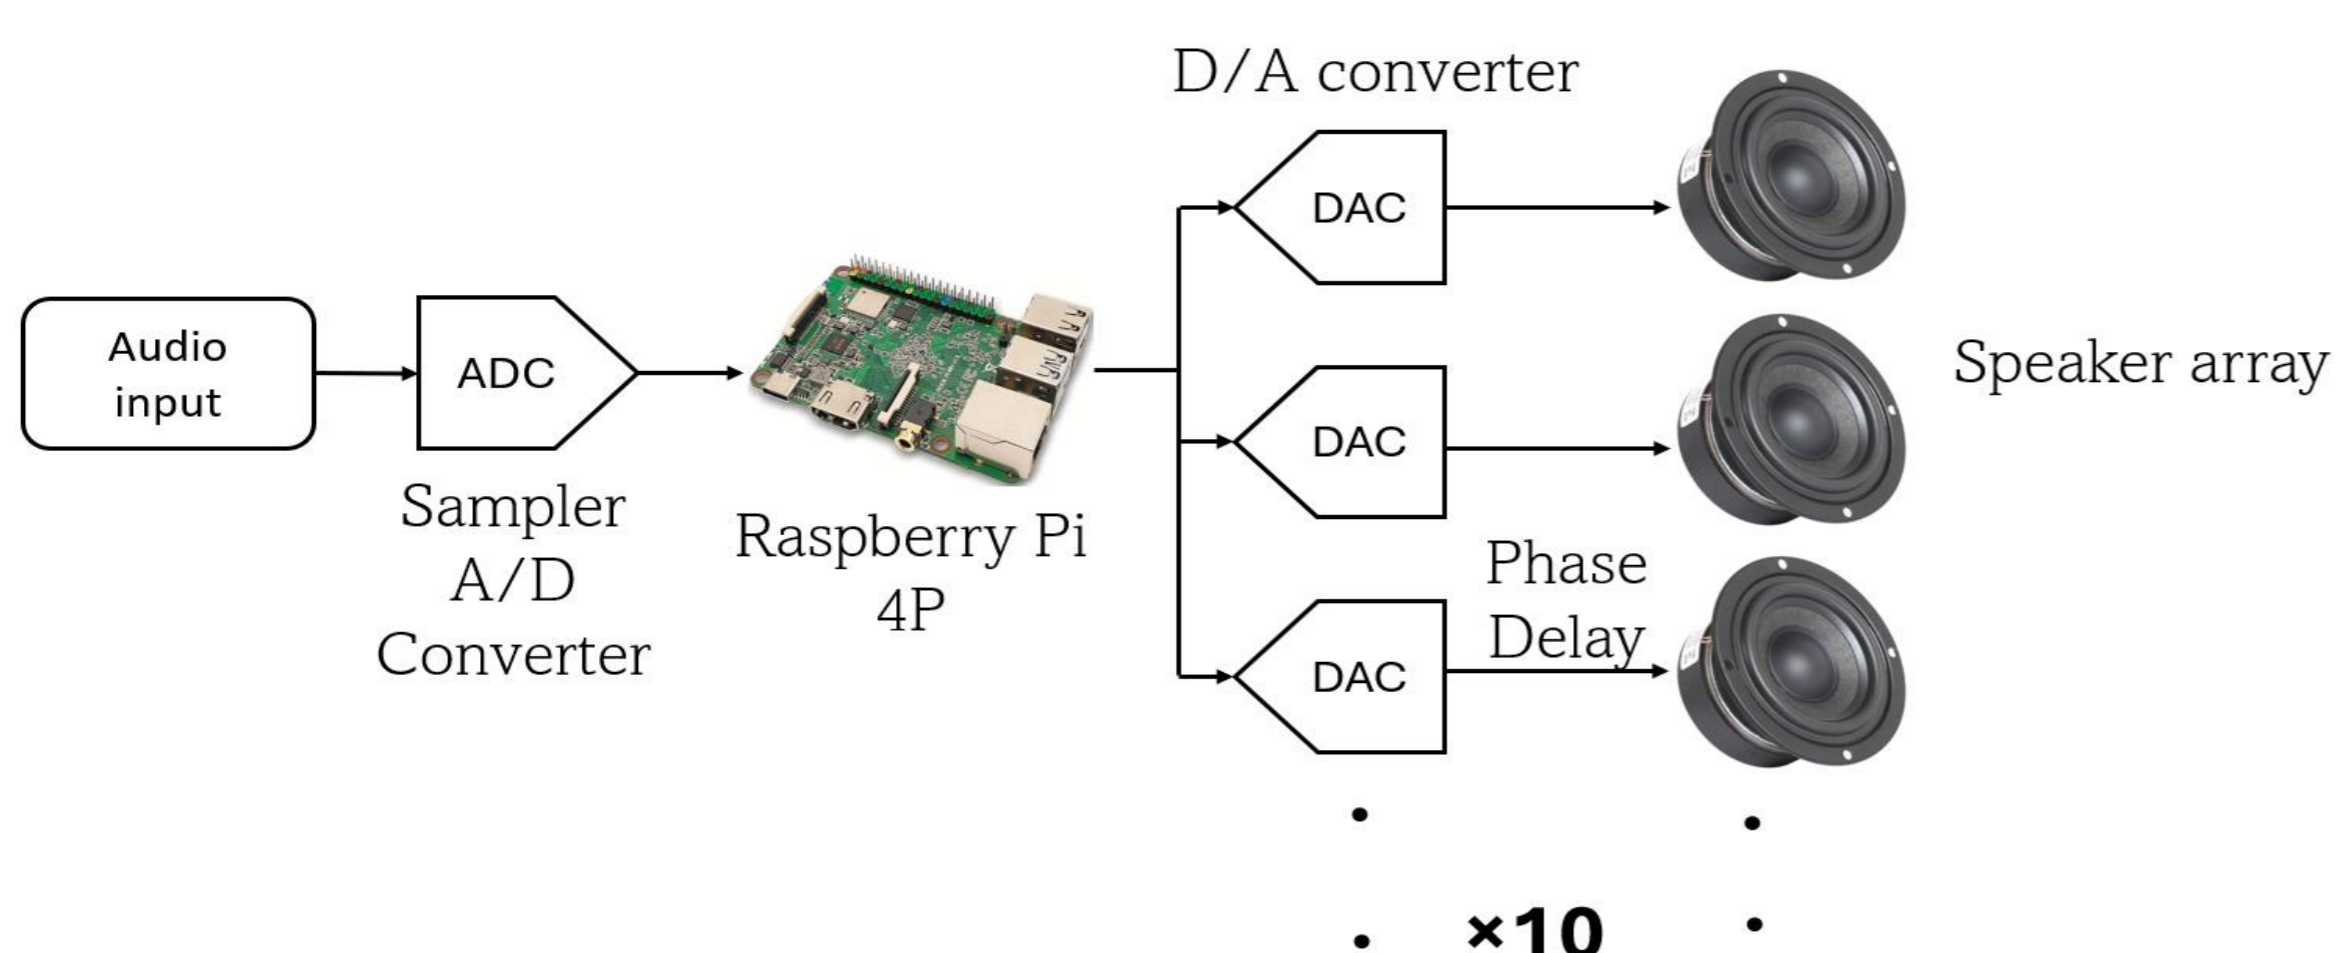 D/A converter
DAC
Audio
input
ADC
DAC
Speaker array
Sampler
A/D
Converter
Raspberry Pi
4P
Phase
Delay
DAC
×10